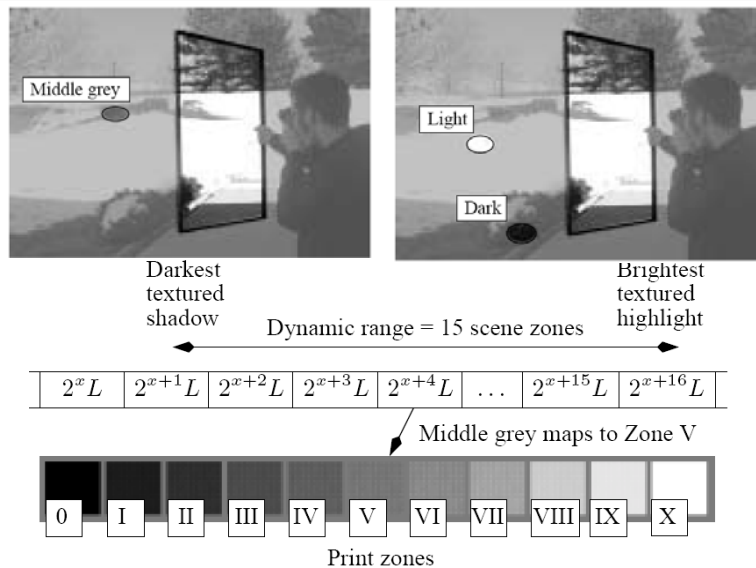 Middle grey
Light
Dark
Darkest
textured
shadow
Brightest
textured
highlight
Dynamic range = 15 scene zones
2^x L 2^{x+1} L 2^{x+2} L 2^{x+3} L 2^{x+4} L ... 2^{x+15} L 2^{x+16} L
Middle grey maps to Zone V
0 I II III IV V VI VII VIII IX X
Print zones